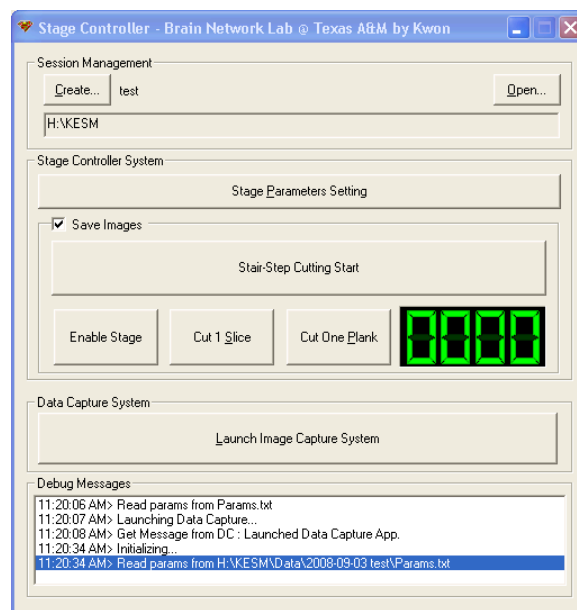 Stage Controller - Brain Network Lab @ Texas A&M by Kwon
Session Management
Create... test Open...
H:\KESM
Stage Controller System
Stage Parameters Setting
Save Images
Stair-Step Cutting Start
Enable Stage Cut 1 Slice Cut One Plank 0000
Data Capture System
Launch Image Capture System
Debug Messages
11:20:06 AM> Read params from Params.txt
11:20:07 AM> Launching Data Capture...
11:20:08 AM> Get Message from DC : Launched Data Capture App.
11:20:34 AM> Initializing...
11:20:34 AM> Read params from H:\KESM\Data\2008-09-03 test\Params.txt